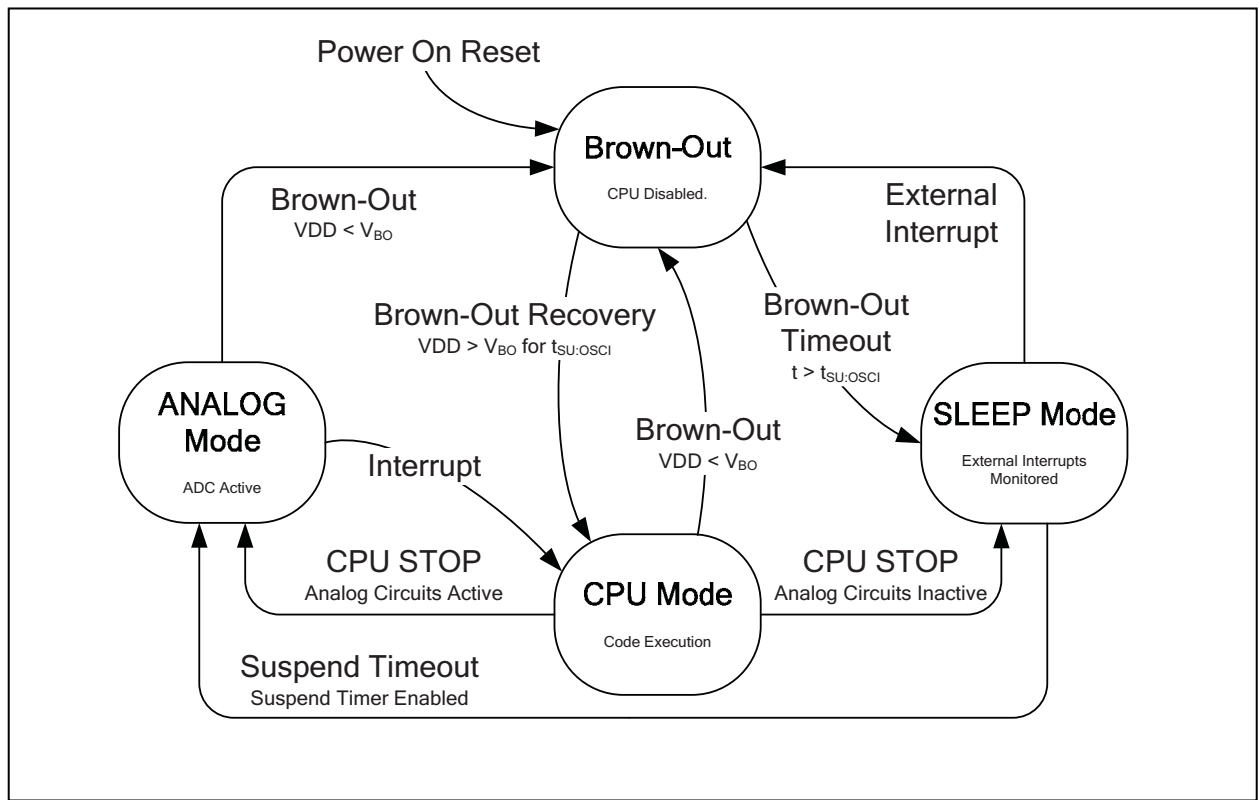 Power On Reset
Brown-Out
CPU Disabled.
Brown-Out
VDD < VBO
External
Interrupt
Brown-Out Recovery
VDD > VBO for tSU:OSCI
Brown-Out
Timeout
t > tSU:OSCI
ANALOG
Mode
ADC Active
Interrupt
Brown-Out
VDD < VBO
SLEEP Mode
External Interrupts
Monitored
CPU STOP
Analog Circuits Active
CPU Mode
Code Execution
CPU STOP
Analog Circuits Inactive
Suspend Timeout
Suspend Timer Enabled